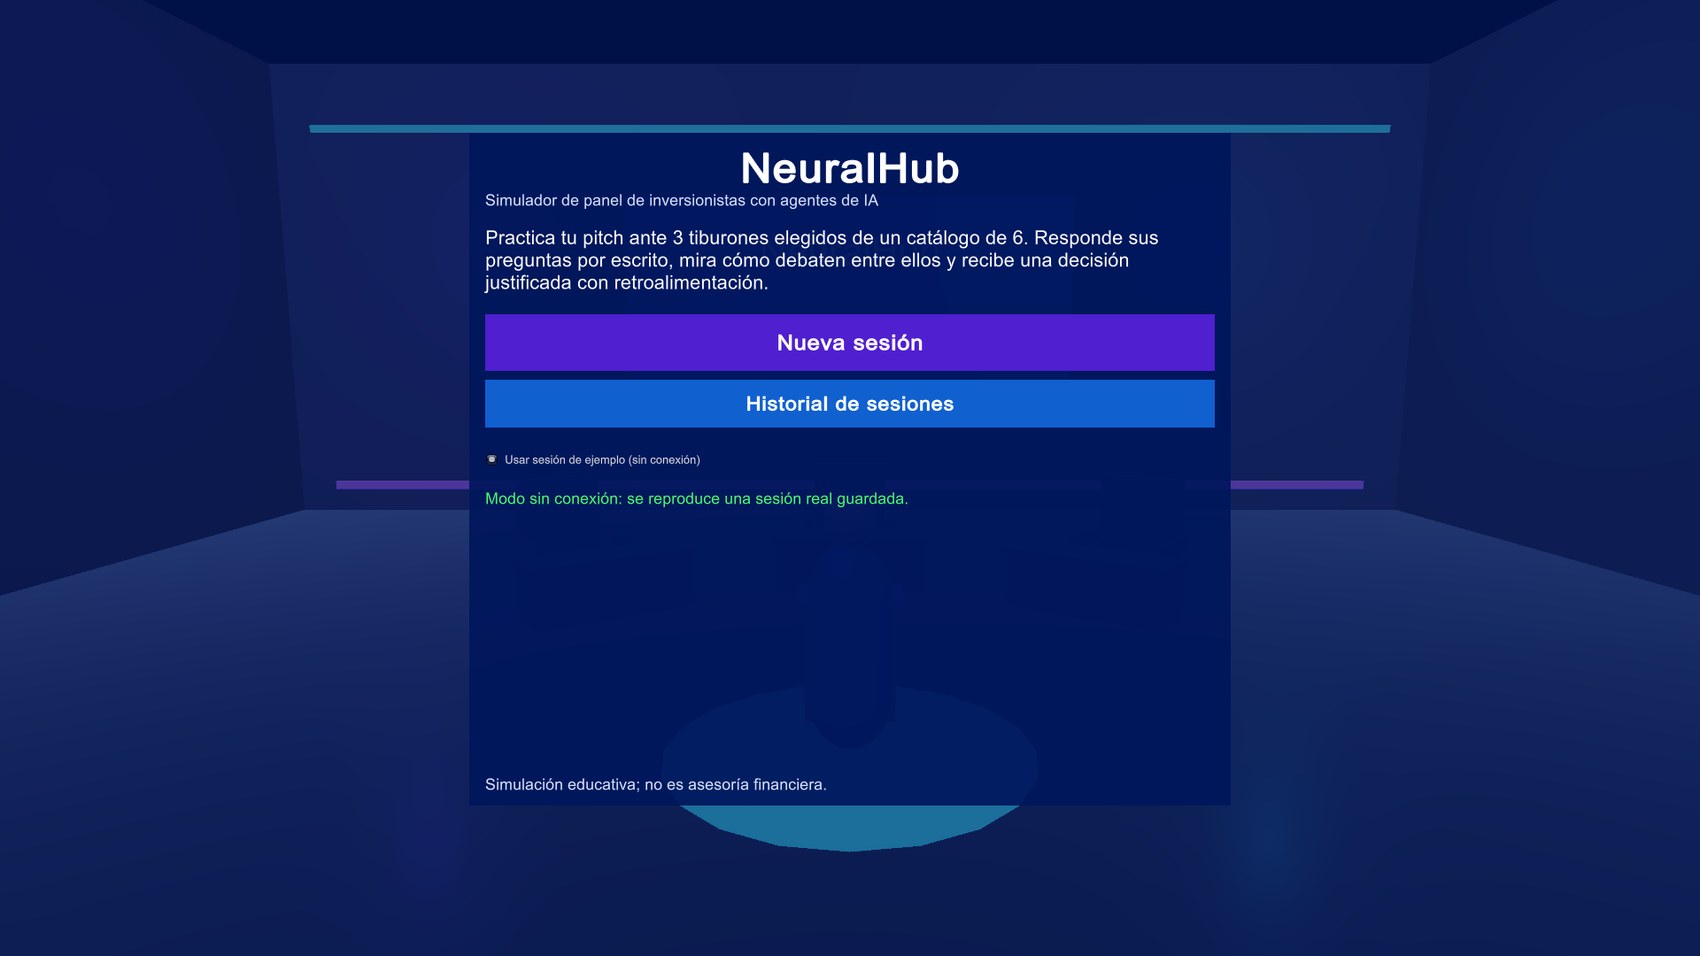 NeuralHub
Simulador de panel de inversionistas con agentes de IA
Practica tu pitch ante 3 tiburones elegidos de un catálogo de 6. Responde sus
preguntas por escrito, mira cómo debaten entre ellos y recibe una decisión
justificada con retroalimentación.
Nueva sesión
Historial de sesiones
Usar sesión de ejemplo (sin conexión)
Modo sin conexión: se reproduce una sesión real guardada.
Simulación educativa; no es asesoría financiera.